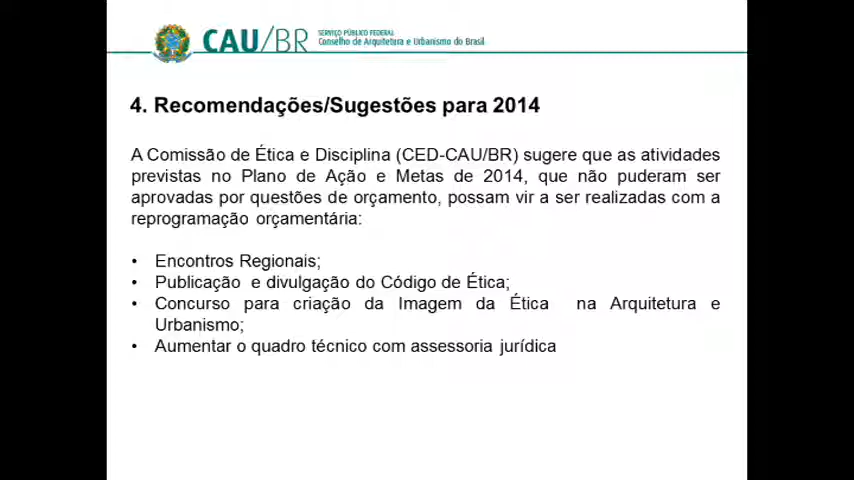 CAU/BR
SERVIÇO PÚBLICO FEDERAL
Conselho de Arquitetura e Urbanismo do Brasil
4. Recomendações/Sugestões para 2014
A Comissão de Ética e Disciplina (CED-CAU/BR) sugere que as atividades
previstas no Plano de Ação e Metas de 2014, que não puderam ser
aprovadas por questões de orçamento, possam vir a ser realizadas com a
reprogramação orçamentária:
• Encontros Regionais;
• Publicação e divulgação do Código de Ética;
• Concurso para criação da Imagem da Ética na Arquitetura e
Urbanismo;
• Aumentar o quadro técnico com assessoria jurídica